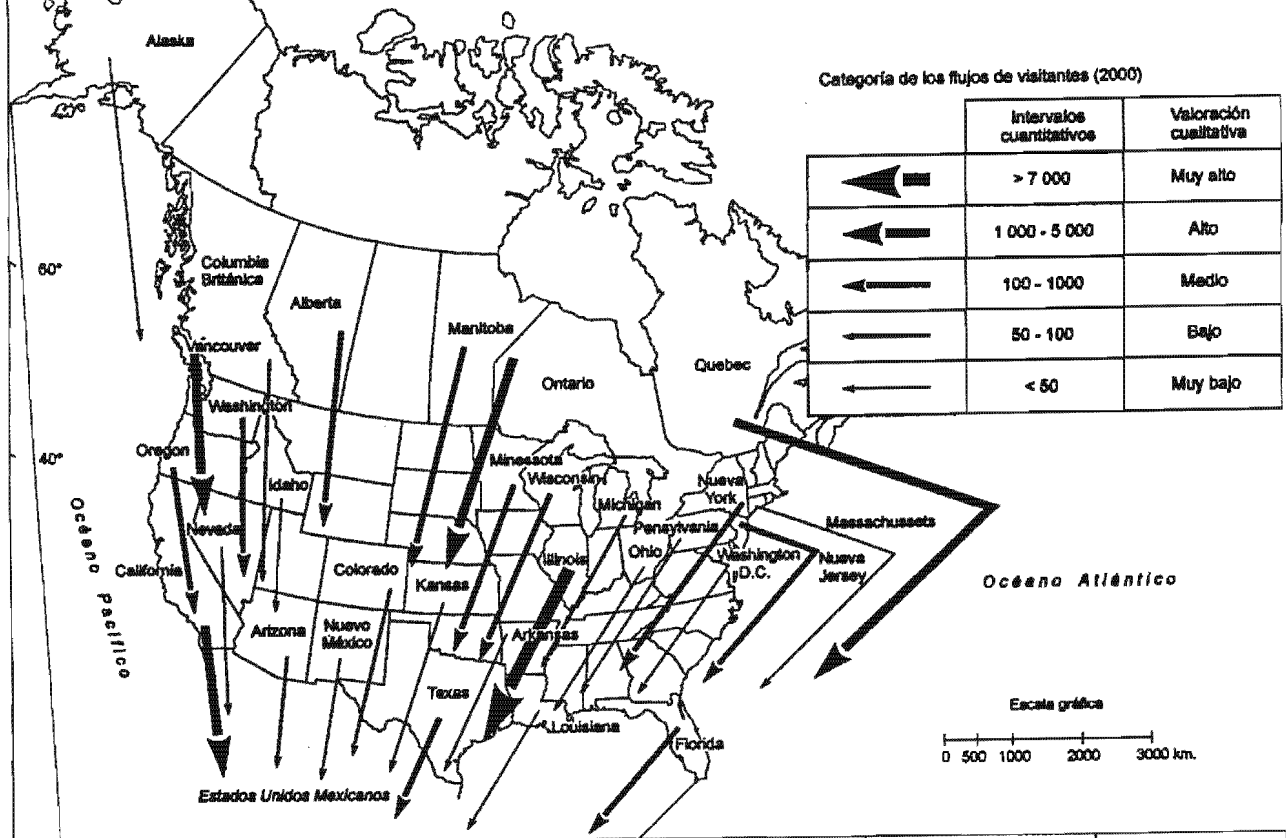 Alaska
Categoría de los flujos de visitantes (2000)
Intervalos cuantitativos
Valoración cualitativa
> 7 000
Muy alto
1 000 - 5 000
Alto
100 - 1000
Medio
50 - 100
Bajo
< 50
Muy bajo
60°
Columbia
Británica
Alberta
Manitoba
Vancouver
Ontario
Quebec
Washington
40°
Oregon
Idaho
Minessota
Wisconsin
Michigan
Nueva
York
Pensylvania
Massachussets
Nevada
California
Colorado
Kansas
Illinois
Ohio
Washington
D.C.
Nueva
Jersey
Océano Pacífico
Océano Atlántico
Arizona
Nuevo
México
Arkansas
Texas
Louisiana
Florida
Escala gráfica
0 500 1000 2000 3000 km.
Estados Unidos Mexicanos